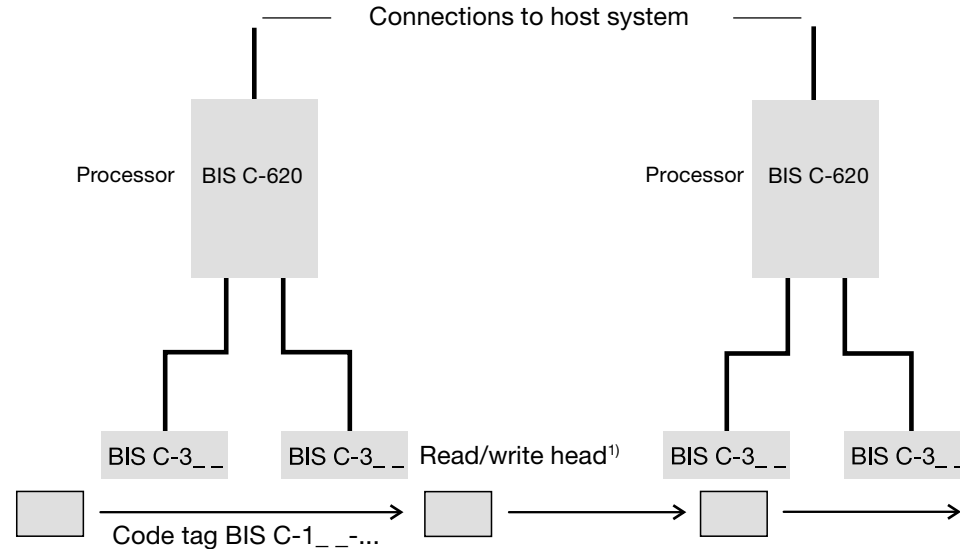 Connections to host system
Processor BIS C-620 Processor BIS C-620
BIS C-3_ _ BIS C-3_ _ Read/write head¹⁾ BIS C-3_ _ BIS C-3_ _
Code tag BIS C-1_ _-...